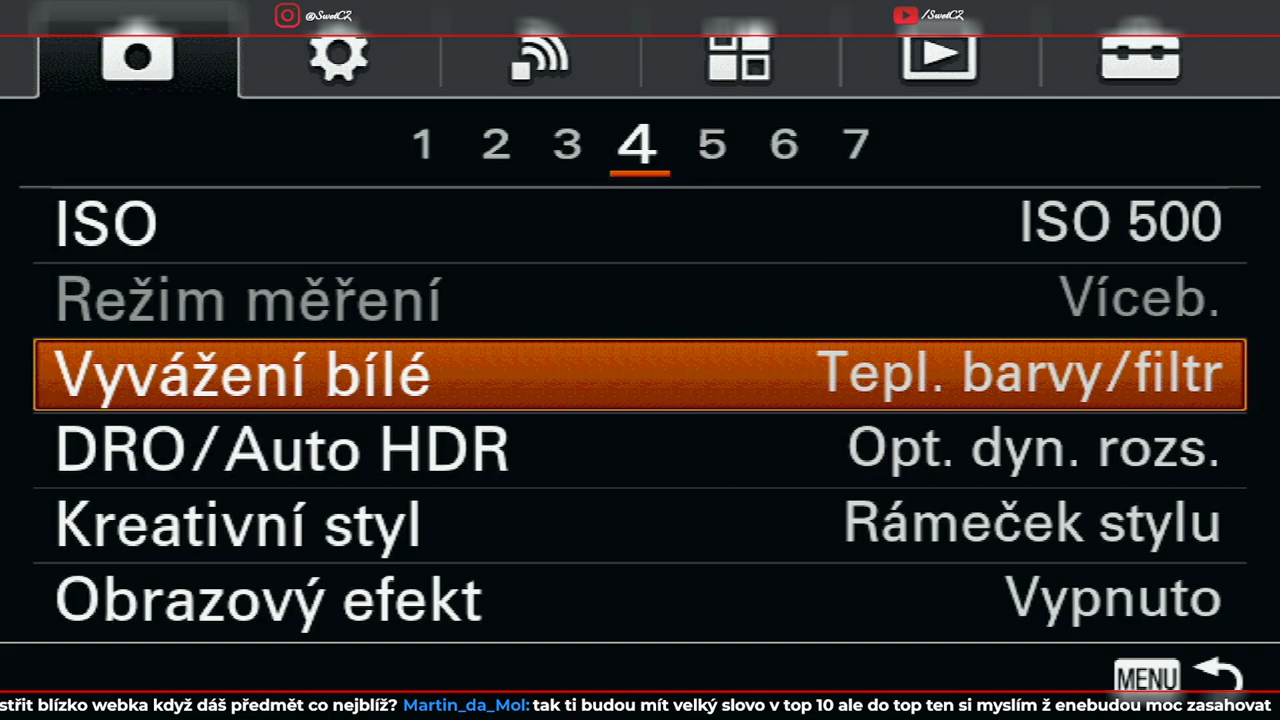 @SwelCZ
/SwelCZ
1 2 3 4 5 6 7
ISO ISO 500
Režim měření Víceb.
Vyvážení bílé Tepl. barvy/filtr
DRO/Auto HDR Opt. dyn. rozs.
Kreativní styl Rámeček stylu
Obrazový efekt Vypnuto
MENU
střit blízko webka když dáš předmět co nejblíž? Martin_da_Mol: tak ti budou mít velký slovo v top 10 ale do top ten si myslím ž enebudou moc zasahovat